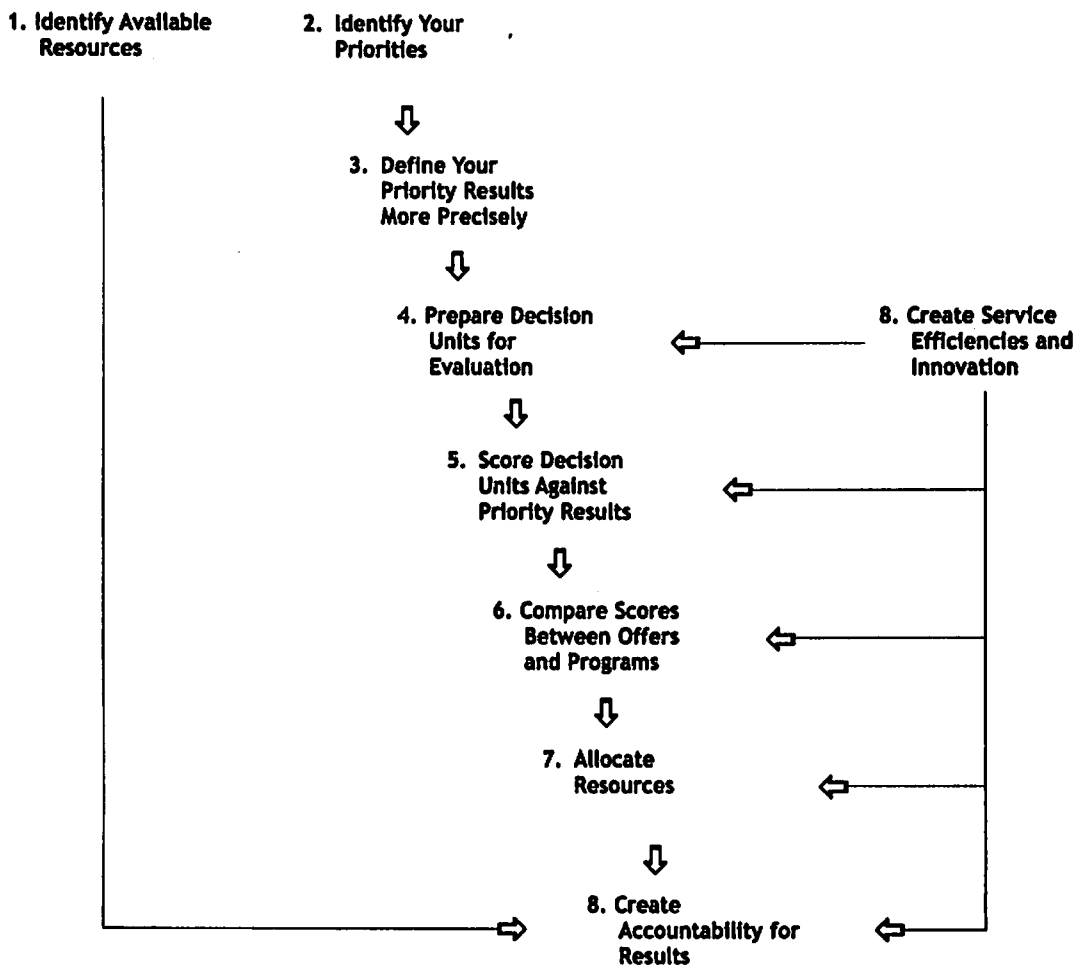 1. Identify Available
Resources
2. Identify Your
Priorities
3. Define Your
Priority Results
More Precisely
4. Prepare Decision
Units for
Evaluation
8. Create Service
Efficiencies and
Innovation
5. Score Decision
Units Against
Priority Results
6. Compare Scores
Between Offers
and Programs
7. Allocate
Resources
8. Create
Accountability for
Results